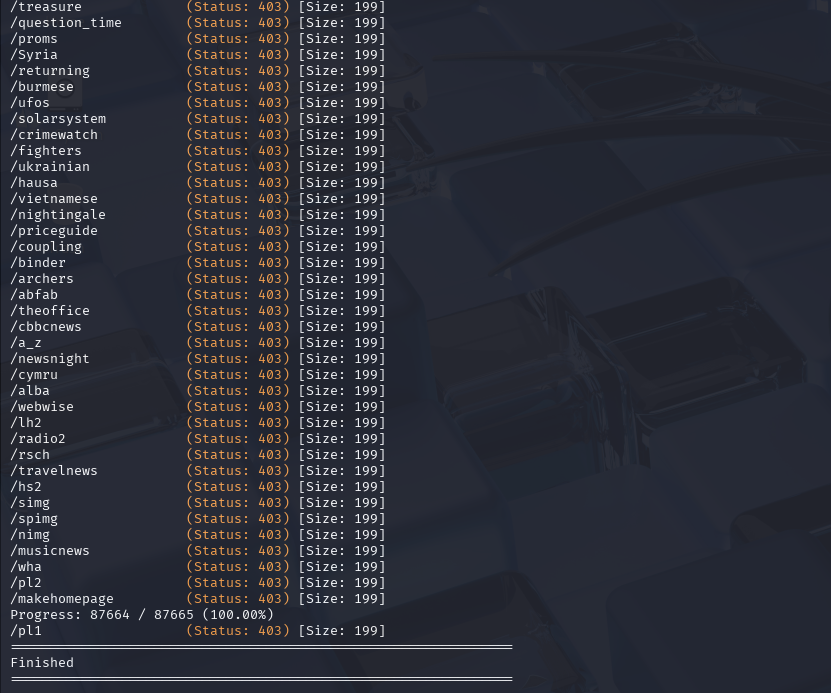 /treasure (Status: 403) [Size: 199]
/question_time (Status: 403) [Size: 199]
/proms (Status: 403) [Size: 199]
/Syria (Status: 403) [Size: 199]
/returning (Status: 403) [Size: 199]
/burmese (Status: 403) [Size: 199]
/ufos (Status: 403) [Size: 199]
/solarsystem (Status: 403) [Size: 199]
/crimewatch (Status: 403) [Size: 199]
/fighters (Status: 403) [Size: 199]
/ukrainian (Status: 403) [Size: 199]
/hausa (Status: 403) [Size: 199]
/vietnamese (Status: 403) [Size: 199]
/nightingale (Status: 403) [Size: 199]
/priceguide (Status: 403) [Size: 199]
/coupling (Status: 403) [Size: 199]
/binder (Status: 403) [Size: 199]
/archers (Status: 403) [Size: 199]
/abfab (Status: 403) [Size: 199]
/theoffice (Status: 403) [Size: 199]
/cbbcnews (Status: 403) [Size: 199]
/a_z (Status: 403) [Size: 199]
/newsnight (Status: 403) [Size: 199]
/cymru (Status: 403) [Size: 199]
/alba (Status: 403) [Size: 199]
/webwise (Status: 403) [Size: 199]
/lh2 (Status: 403) [Size: 199]
/radio2 (Status: 403) [Size: 199]
/rsch (Status: 403) [Size: 199]
/travelnews (Status: 403) [Size: 199]
/hs2 (Status: 403) [Size: 199]
/simg (Status: 403) [Size: 199]
/spimg (Status: 403) [Size: 199]
/nimg (Status: 403) [Size: 199]
/musicnews (Status: 403) [Size: 199]
/wha (Status: 403) [Size: 199]
/pl2 (Status: 403) [Size: 199]
/makehomepage (Status: 403) [Size: 199]
Progress: 87664 / 87665 (100.00%)
/pl1 (Status: 403) [Size: 199]
===============================================================
Finished
===============================================================